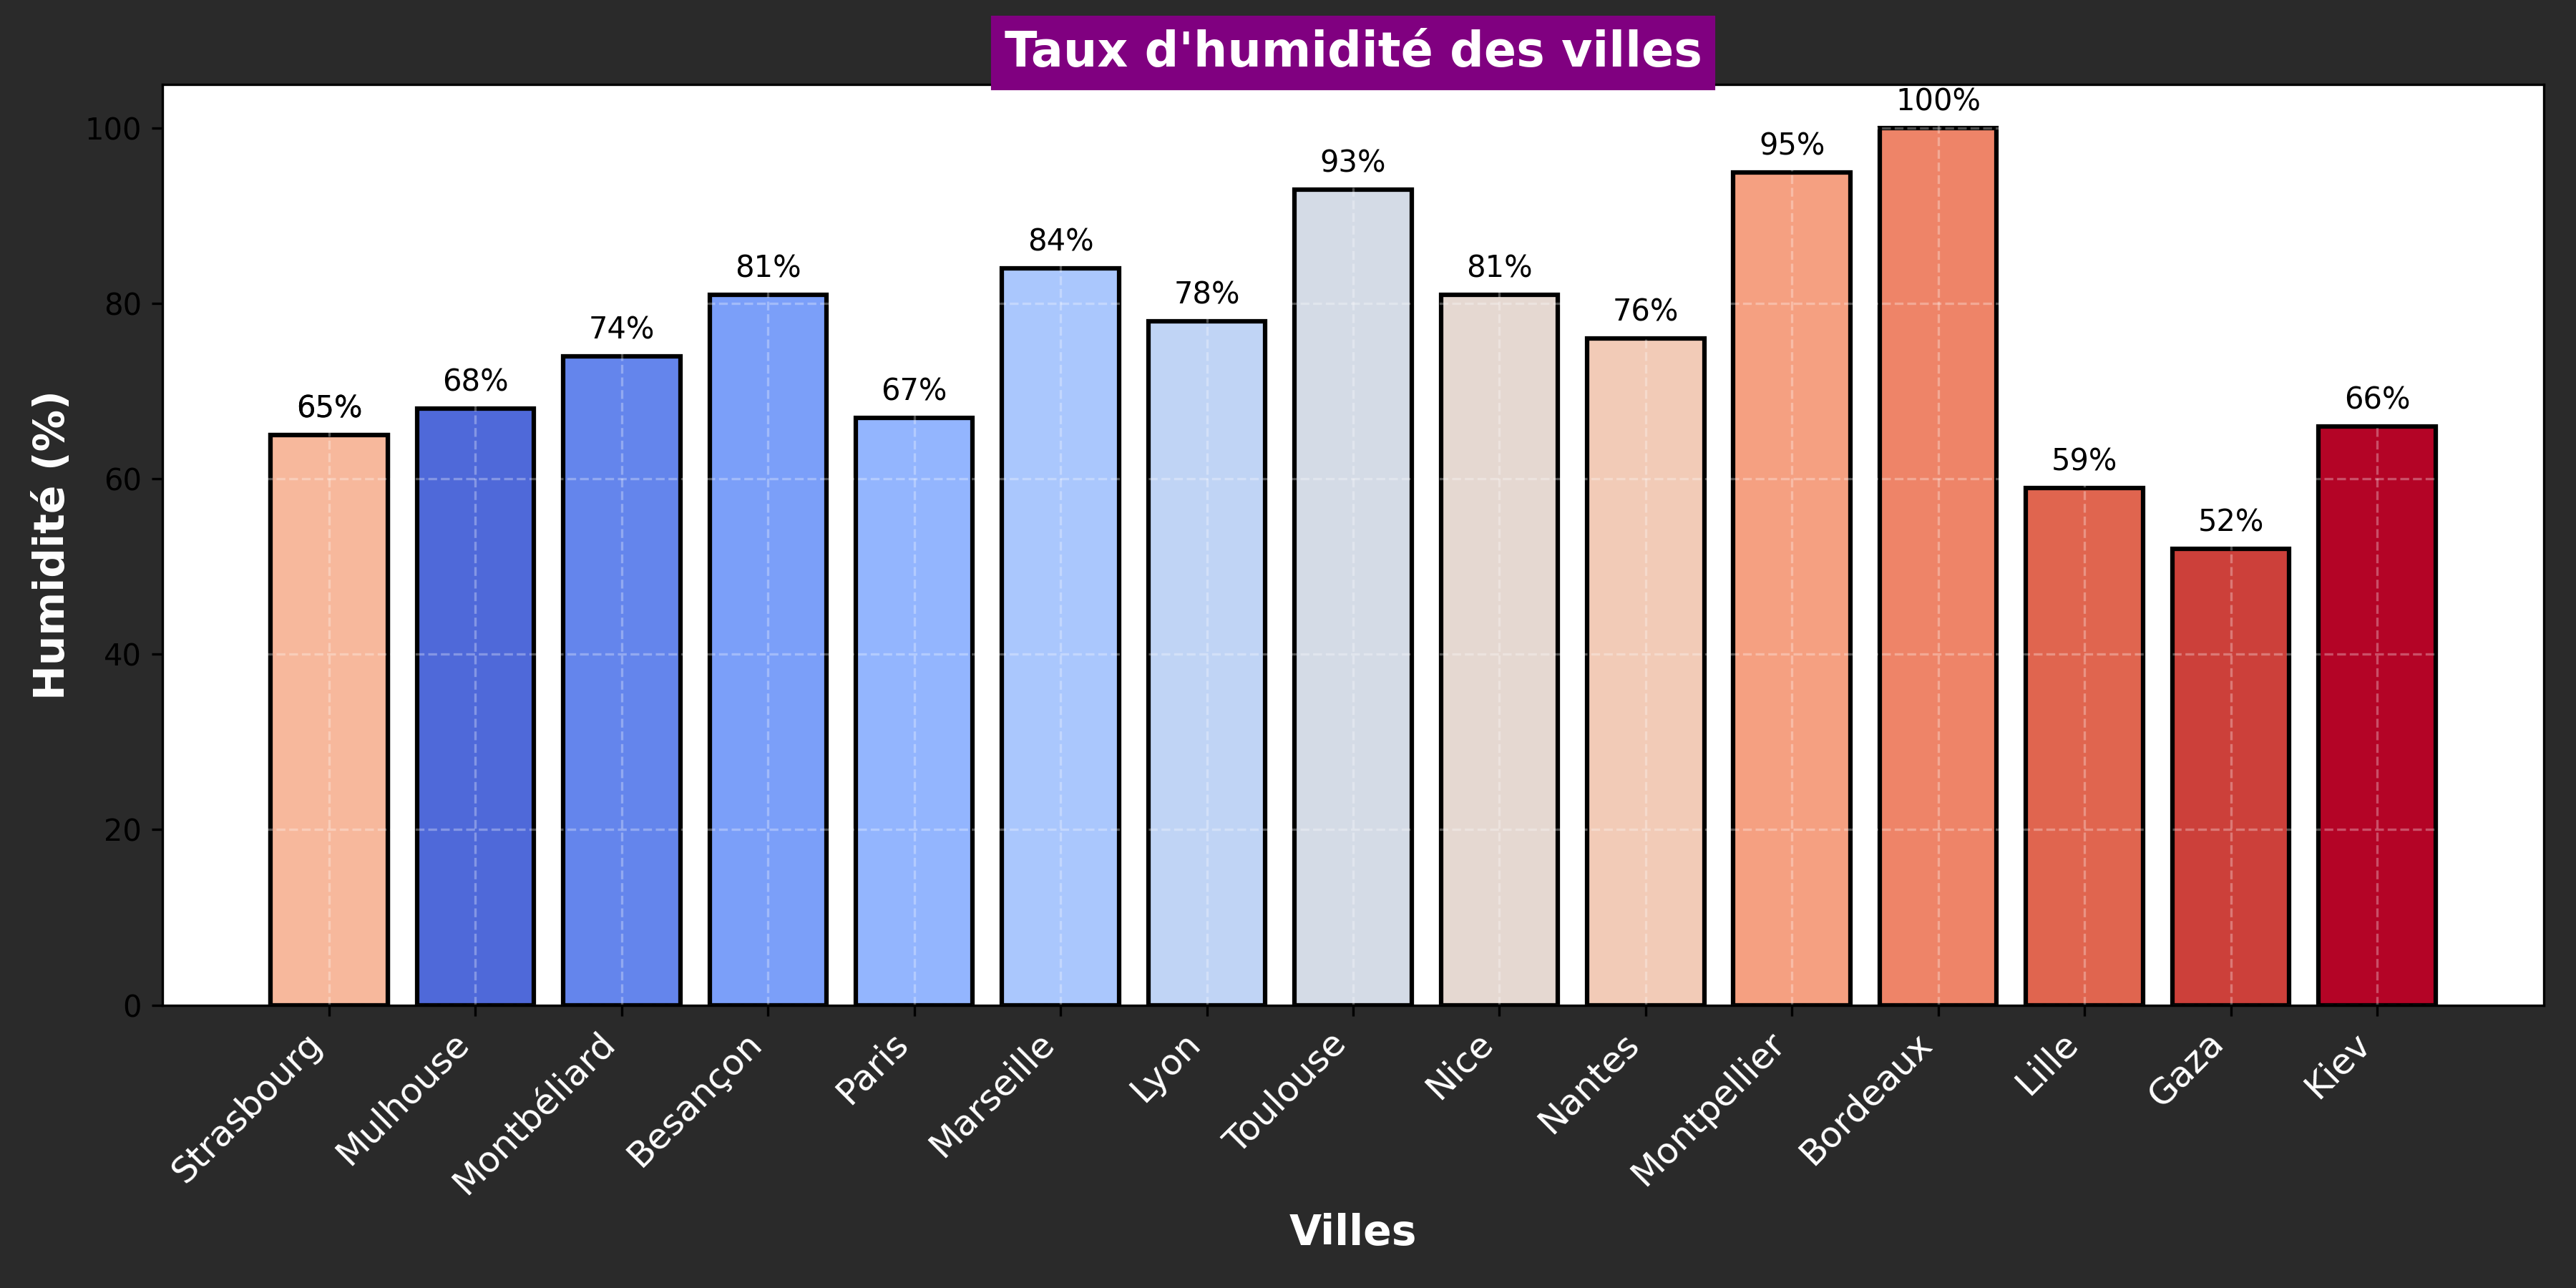 Taux d'humidité des villes
Humidité (%)
100
80
60
40
20
0
65%
68%
74%
81%
67%
84%
78%
93%
81%
76%
95%
100%
59%
52%
66%
Strasbourg
Mulhouse
Montbéliard
Besançon
Paris
Marseille
Lyon
Toulouse
Nice
Nantes
Montpellier
Bordeaux
Lille
Gaza
Kiev
Villes